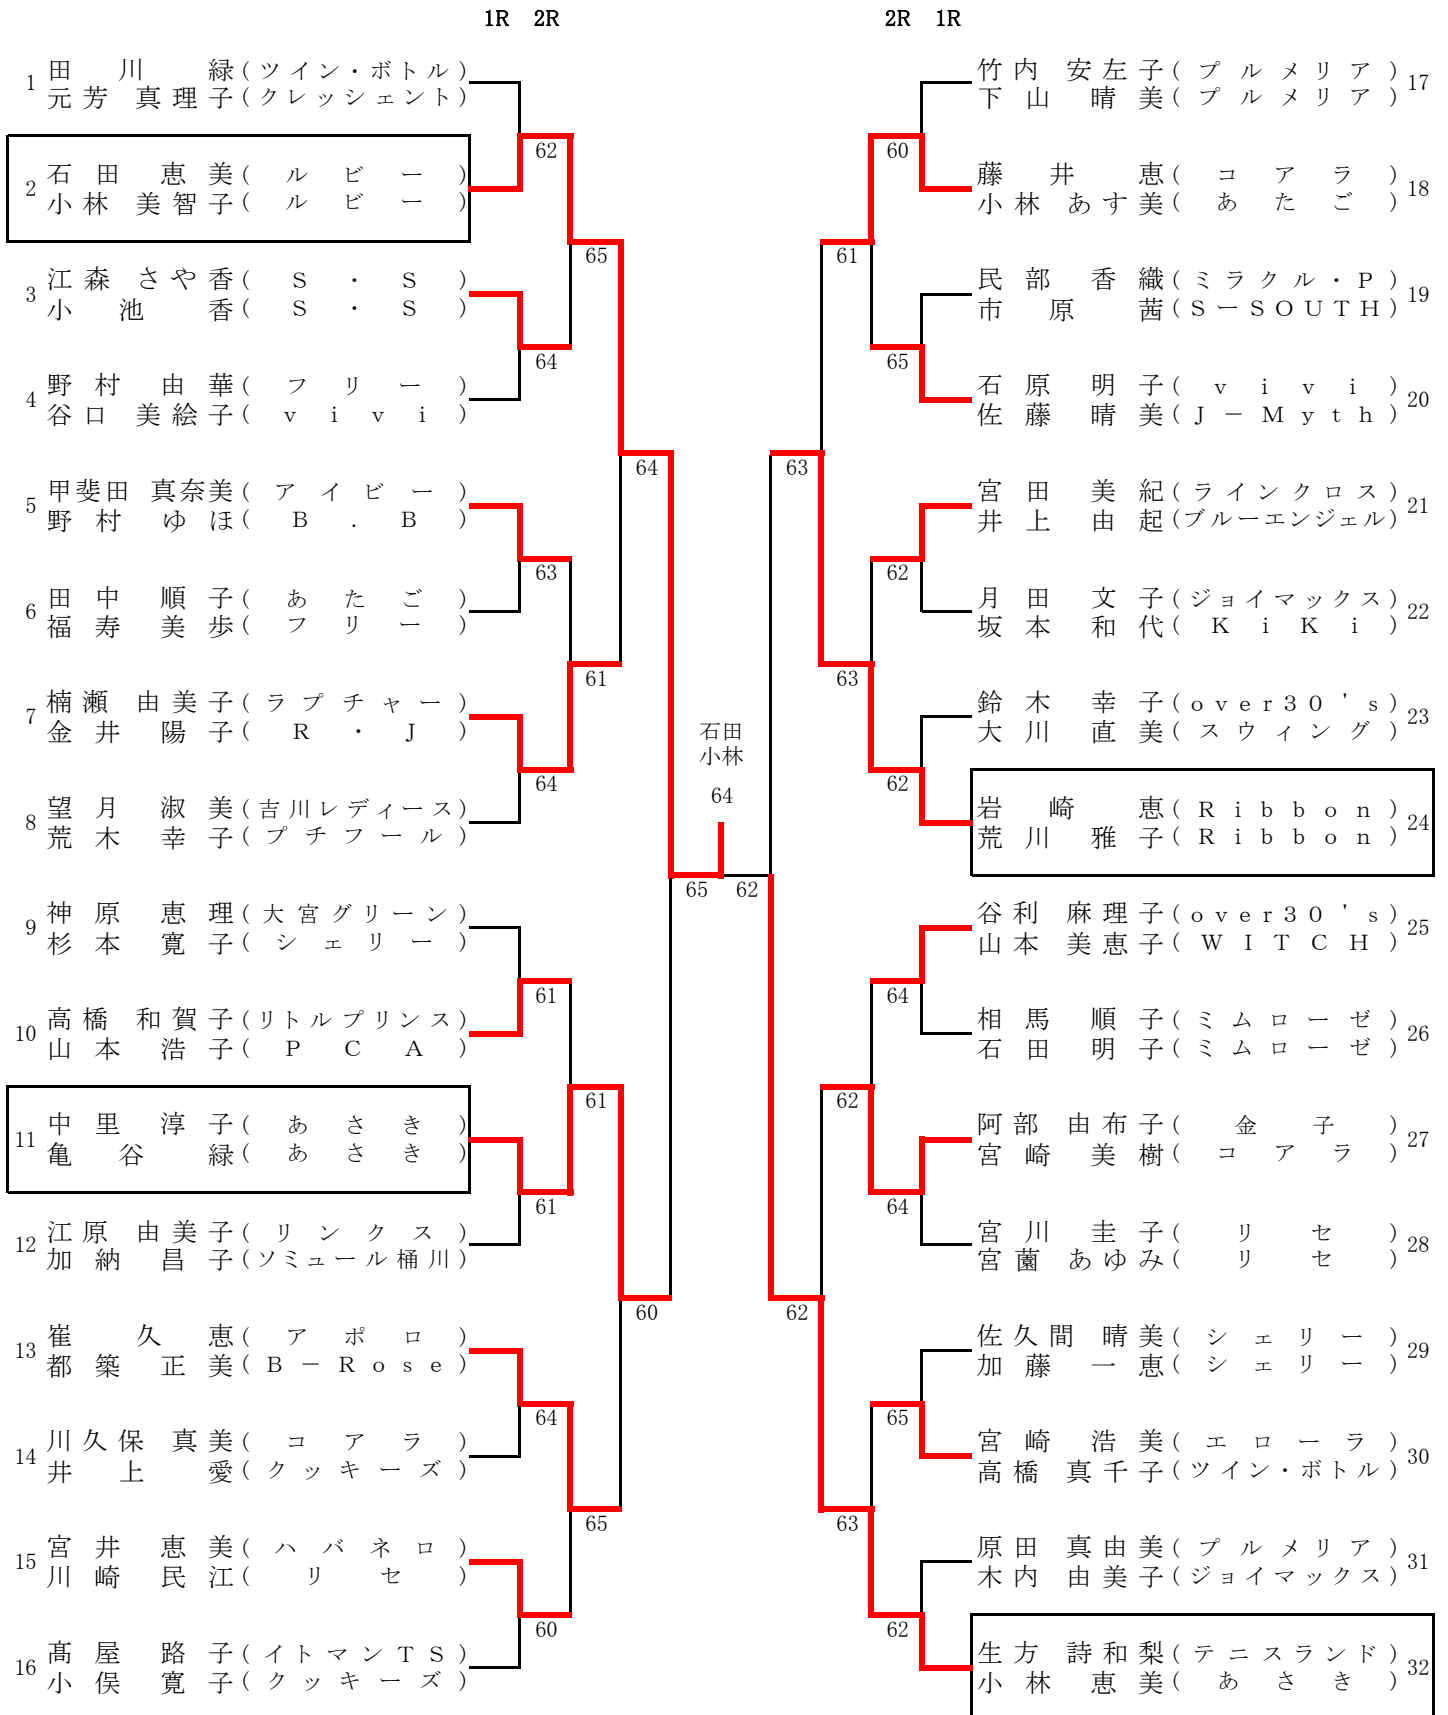 1R 2R
2R 1R
1 田川 緑(ツイン・ボトル)
元芳 真理子(クレッシェント)
62
2 石田 恵美(ルビー)
小林 美智子(ルビー)
65
3 江森 さや香(S・S)
小池 香(S・S)
64
4 野村 由華(フリー)
谷口 美絵子(vivi)
64
5 甲斐田 真奈美(アイビー)
野村 ゆほ(B.B)
63
6 田中 順子(あたご)
福寿 美歩(フリー)
61
7 楠瀬 由美子(ラプチャー)
金井 陽子(R・J)
64
8 望月 淑美(吉川レディース)
荒木 幸子(プチフール)
石田
小林
64
65 62
9 神原 恵理(大宮グリーン)
杉本 寛子(シェリー)
61
10 高橋 和賀子(リトルプリンス)
山本 浩子(PCA)
61
11 中里 淳子(あさき)
亀谷 緑(あさき)
61
12 江原 由美子(リンクス)
加納 昌子(ソミュール桶川)
60
13 崔 久恵(アポロ)
都築 正美(B-Rose)
64
14 川久保 真美(コアラ)
井上 愛(クッキーズ)
65
15 宮井 恵美(ハバネロ)
川崎 民江(リセ)
60
16 髙屋 路子(イトマンTS)
小俣 寛子(クッキーズ)
竹内 安左子(プルメリア) 17
下山 晴美(プルメリア)
60
藤井 恵(コアラ) 18
小林 あす美(あたご)
61
民部 香織(ミラクル・P) 19
市原 茜(S-SOUTH)
65
石原 明子(vivi) 20
佐藤 晴美(J-Myth)
63
宮田 美紀(ラインクロス) 21
井上 由起(ブルーエンジェル)
62
月田 文子(ジョイマックス) 22
坂本 和代(KiKi)
63
鈴木 幸子(over30's) 23
大川 直美(スウィング)
62
岩崎 恵(Ribbon) 24
荒川 雅子(Ribbon)
谷利 麻理子(over30's) 25
山本 美恵子(WITCH)
64
相馬 順子(ミムローゼ) 26
石田 明子(ミムローゼ)
62
阿部 由布子(金子) 27
宮崎 美樹(コアラ)
64
宮川 圭子(リセ) 28
宮薗 あゆみ(リセ)
62
佐久間 晴美(シェリー) 29
加藤 一恵(シェリー)
65
宮崎 浩美(エローラ) 30
高橋 真千子(ツイン・ボトル)
63
原田 真由美(プルメリア) 31
木内 由美子(ジョイマックス)
62
生方 詩和梨(テニスランド) 32
小林 恵美(あさき)